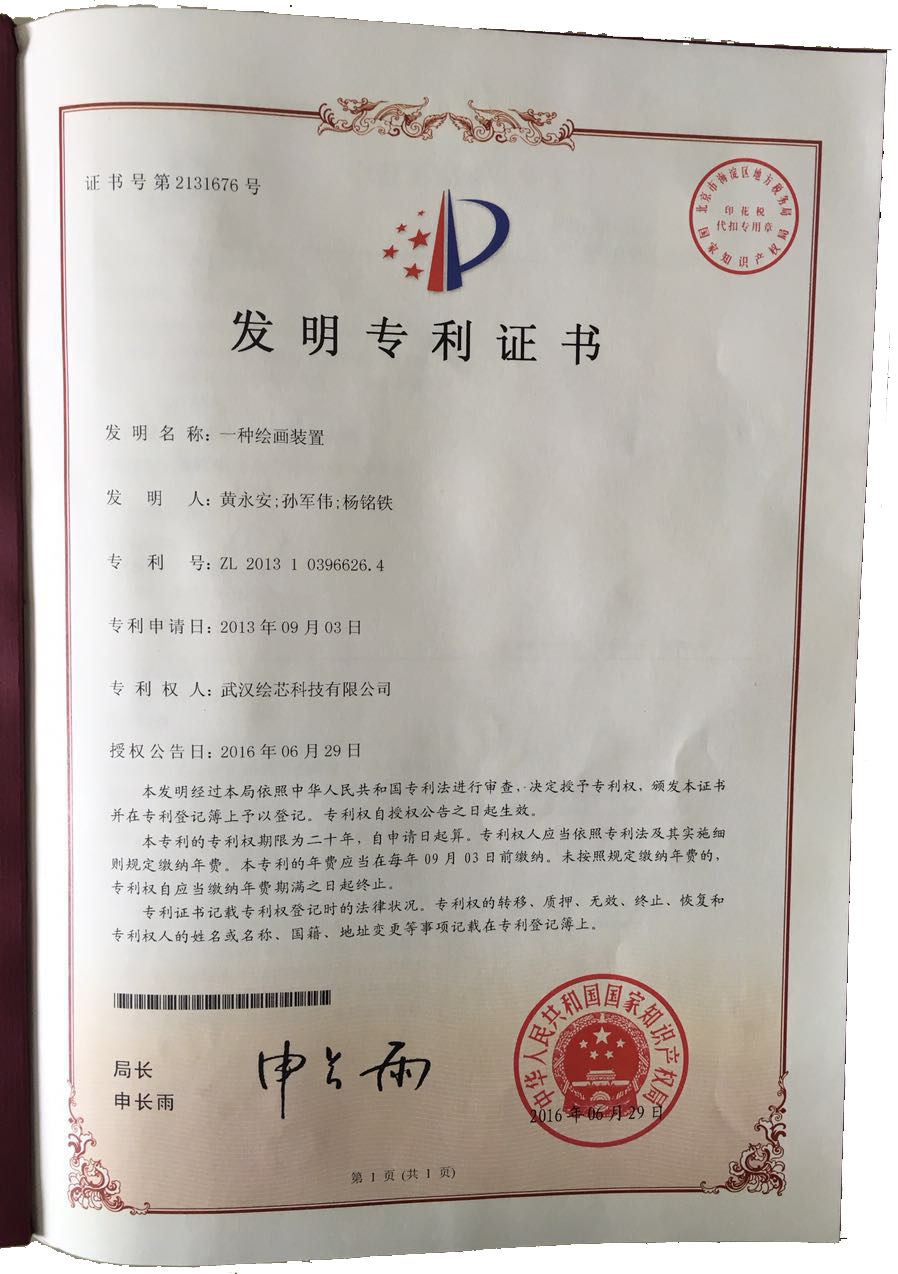 证书号第2131676号
北京市海淀区地方税务局
印花税
代扣专用章
国家知识产权局
发明专利证书
发明名称：一种绘画装置
发明人：黄永安;孙军伟;杨铭铁
专利号：ZL 2013 1 0396626.4
专利申请日：2013年09月03日
专利权人：武汉绘芯科技有限公司
授权公告日：2016年06月29日
本发明经过本局依照中华人民共和国专利法进行审查，决定授予专利权，颁发本证书
并在专利登记簿上予以登记。专利权自授权公告之日起生效。
本专利的专利权期限为二十年，自申请日起算。专利权人应当依照专利法及其实施细
则规定缴纳年费。本专利的年费应当在每年09月03日前缴纳。未按照规定缴纳年费的，
专利权自应当缴纳年费期满之日起终止。
专利证书记载专利权登记时的法律状况。专利权的转移、质押、无效、终止、恢复和
专利权人的姓名或名称、国籍、地址变更等事项记载在专利登记簿上。
局长
申长雨
申长雨
中华人民共和国国家知识产权局
2016年06月29日
第1页(共1页)